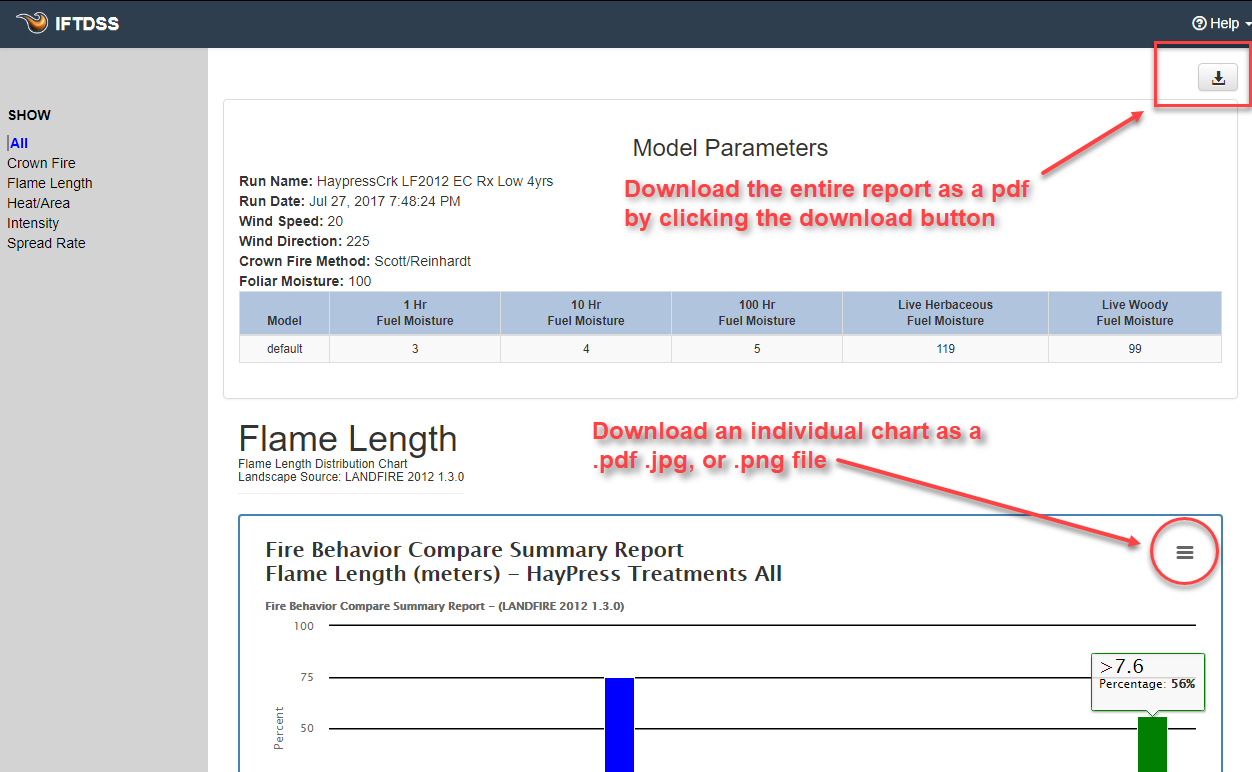 IFTDSS
Help
SHOW
All
Crown Fire
Flame Length
Heat/Area
Intensity
Spread Rate
Model Parameters
Run Name: HaypressCrk LF2012 EC Rx Low 4yrs
Run Date: Jul 27, 2017 7:48:24 PM
Wind Speed: 20
Wind Direction: 225
Crown Fire Method: Scott/Reinhardt
Foliar Moisture: 100
Download the entire report as a pdf
by clicking the download button
Model 1 Hr Fuel Moisture 10 Hr Fuel Moisture 100 Hr Fuel Moisture Live Herbaceous Fuel Moisture Live Woody Fuel Moisture
default 3 4 5 119 99
Flame Length
Flame Length Distribution Chart
Landscape Source: LANDFIRE 2012 1.3.0
Download an individual chart as a
.pdf .jpg, or .png file
Fire Behavior Compare Summary Report
Flame Length (meters) – HayPress Treatments All
Fire Behavior Compare Summary Report – (LANDFIRE 2012 1.3.0)
100
75
50
Percent
>7.6
Percentage: 56%